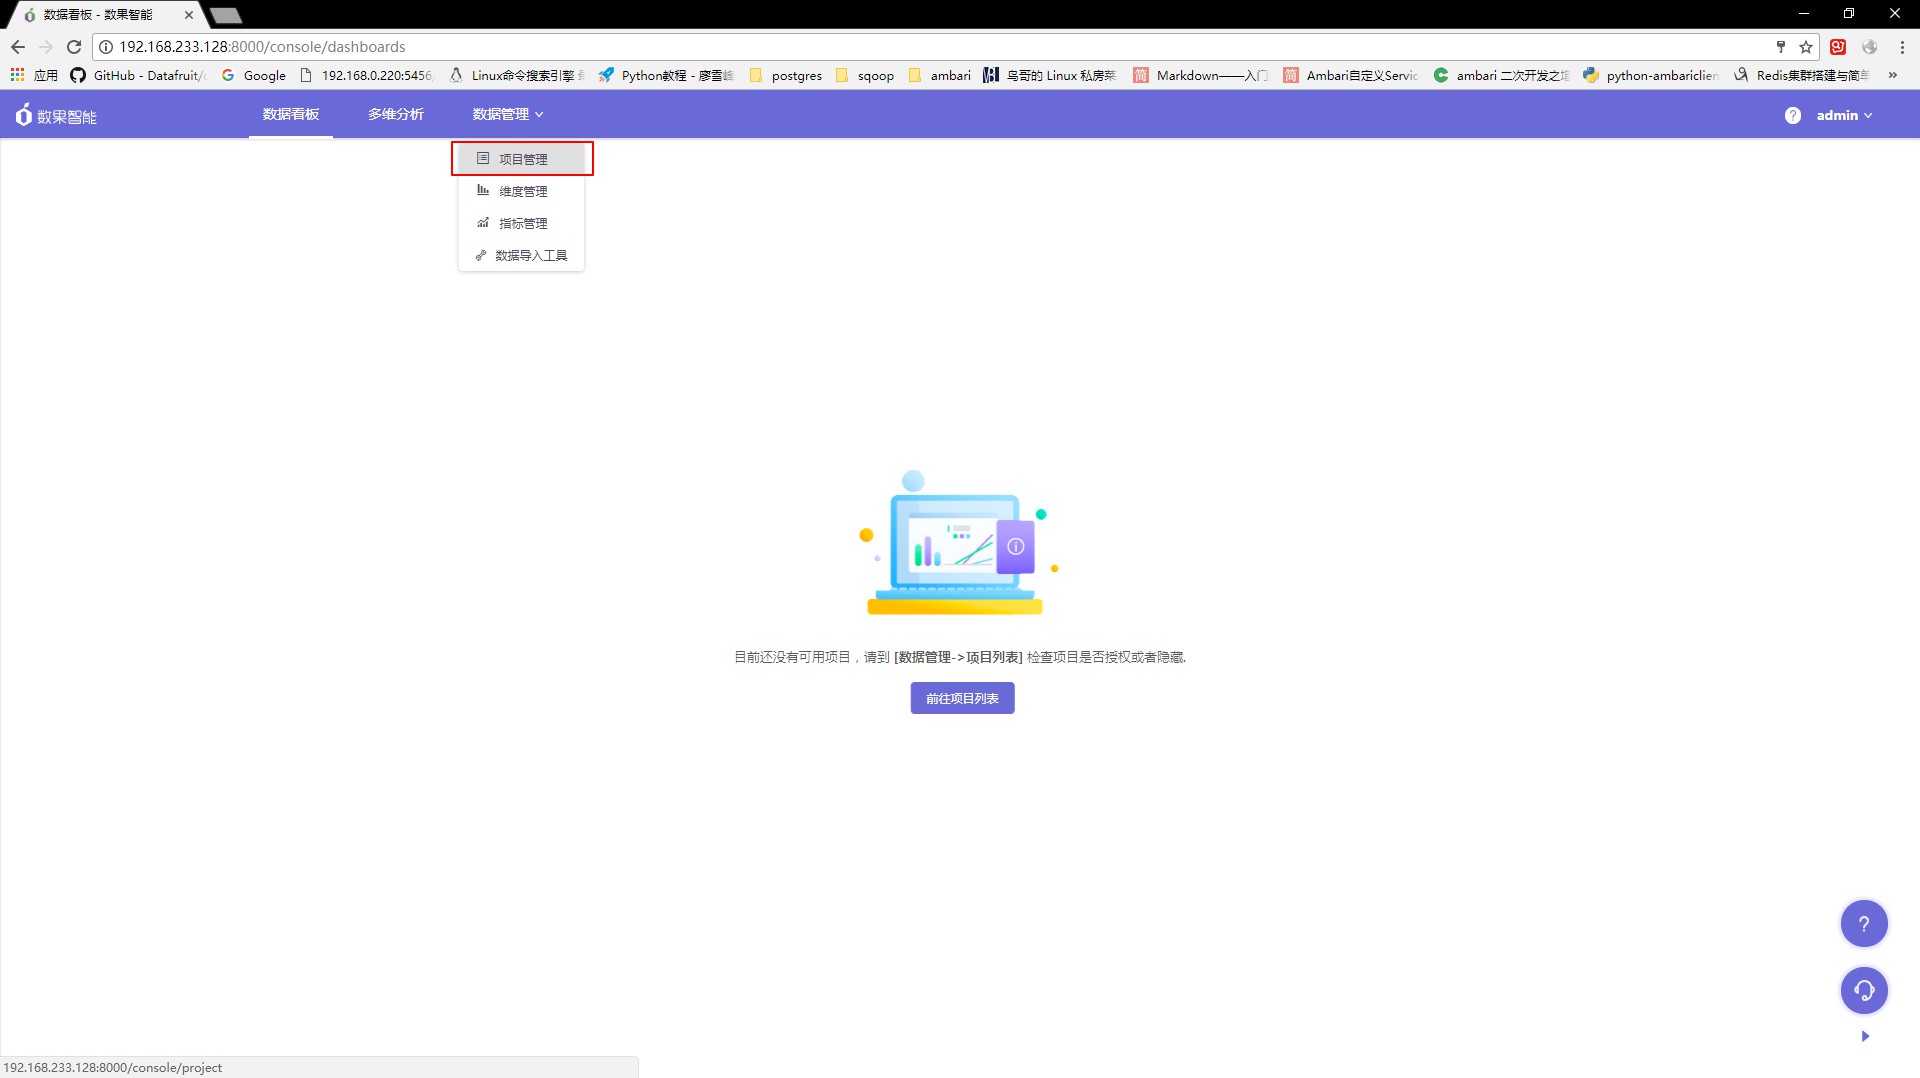 数据看板 - 数果智能
192.168.233.128:8000/console/dashboards
应用
GitHub - Datafruit/
Google
192.168.0.220:5456
Linux命令搜索引擎
Python教程 - 廖雪峰
postgres
sqoop
ambari
鸟哥的 Linux 私房菜
简
Markdown——入门
简
Ambari自定义Servic
ambari 二次开发之
python-ambariclien
Redis集群搭建与简单
»
数果智能
数据看板
多维分析
数据管理
?
admin
项目管理
维度管理
指标管理
数据导入工具
目前还没有可用项目，请到 [数据管理->项目列表] 检查项目是否授权或者隐藏.
前往项目列表
?
192.168.233.128:8000/console/project